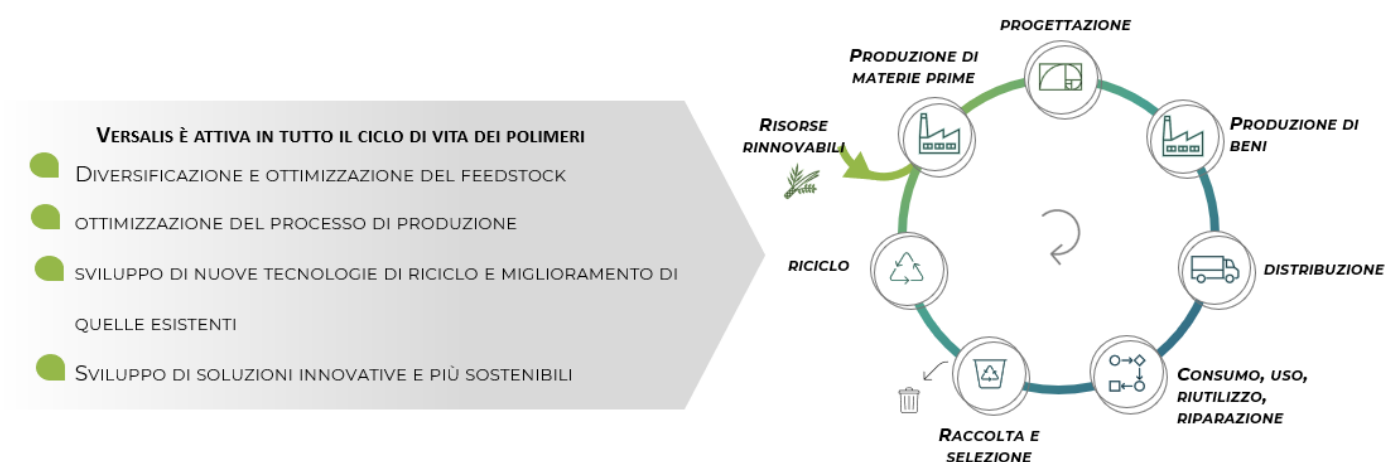 VERSALIS È ATTIVA IN TUTTO IL CICLO DI VITA DEI POLIMERI
DIVERSIFICAZIONE E OTTIMIZZAZIONE DEL FEEDSTOCK
OTTIMIZZAZIONE DEL PROCESSO DI PRODUZIONE
SVILUPPO DI NUOVE TECNOLOGIE DI RICICLO E MIGLIORAMENTO DI
QUELLE ESISTENTI
SVILUPPO DI SOLUZIONI INNOVATIVE E PIÙ SOSTENIBILI
PROGETTAZIONE
PRODUZIONE DI
MATERIE PRIME
RISORSE
RINNOVABILI
PRODUZIONE DI
BENI
RICICLO
DISTRIBUZIONE
CONSUMO, USO,
RIUTILIZZO,
RIPARAZIONE
RACCOLTA E
SELEZIONE